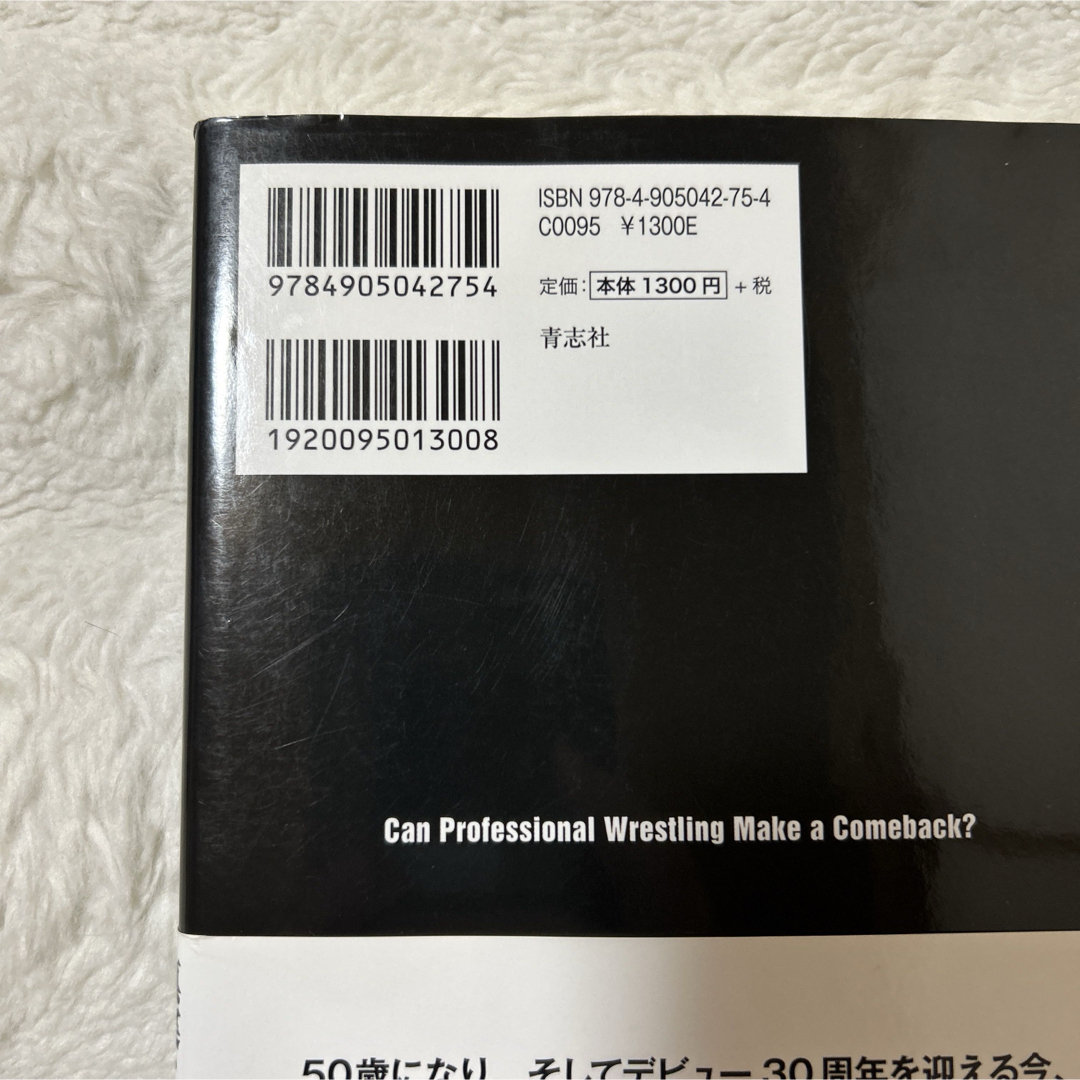 9784905042754
1920095013008
ISBN 978-4-905042-75-4
C0095 ¥1300E
定価：本体1300円＋税
青志社
Can Professional Wrestling Make a Comeback?
50歳になり、そしてデビュー30周年を迎える今、